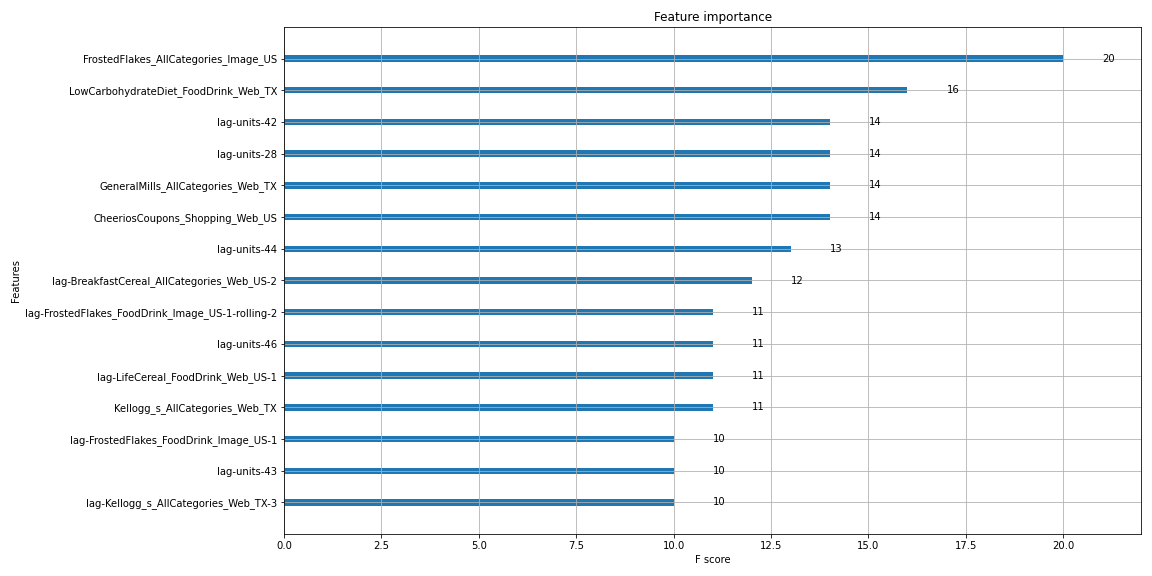 Feature importance
FrostedFlakes_AllCategories_Image_US 20
LowCarbohydrateDiet_FoodDrink_Web_TX 16
lag-units-42 14
lag-units-28 14
GeneralMills_AllCategories_Web_TX 14
CheeriosCoupons_Shopping_Web_US 14
lag-units-44 13
lag-BreakfastCereal_AllCategories_Web_US-2 12
lag-FrostedFlakes_FoodDrink_Image_US-1-rolling-2 11
lag-units-46 11
lag-LifeCereal_FoodDrink_Web_US-1 11
Kellogg_s_AllCategories_Web_TX 11
lag-FrostedFlakes_FoodDrink_Image_US-1 10
lag-units-43 10
lag-Kellogg_s_AllCategories_Web_TX-3 10
Features
0.0 2.5 5.0 7.5 10.0 12.5 15.0 17.5 20.0
F score